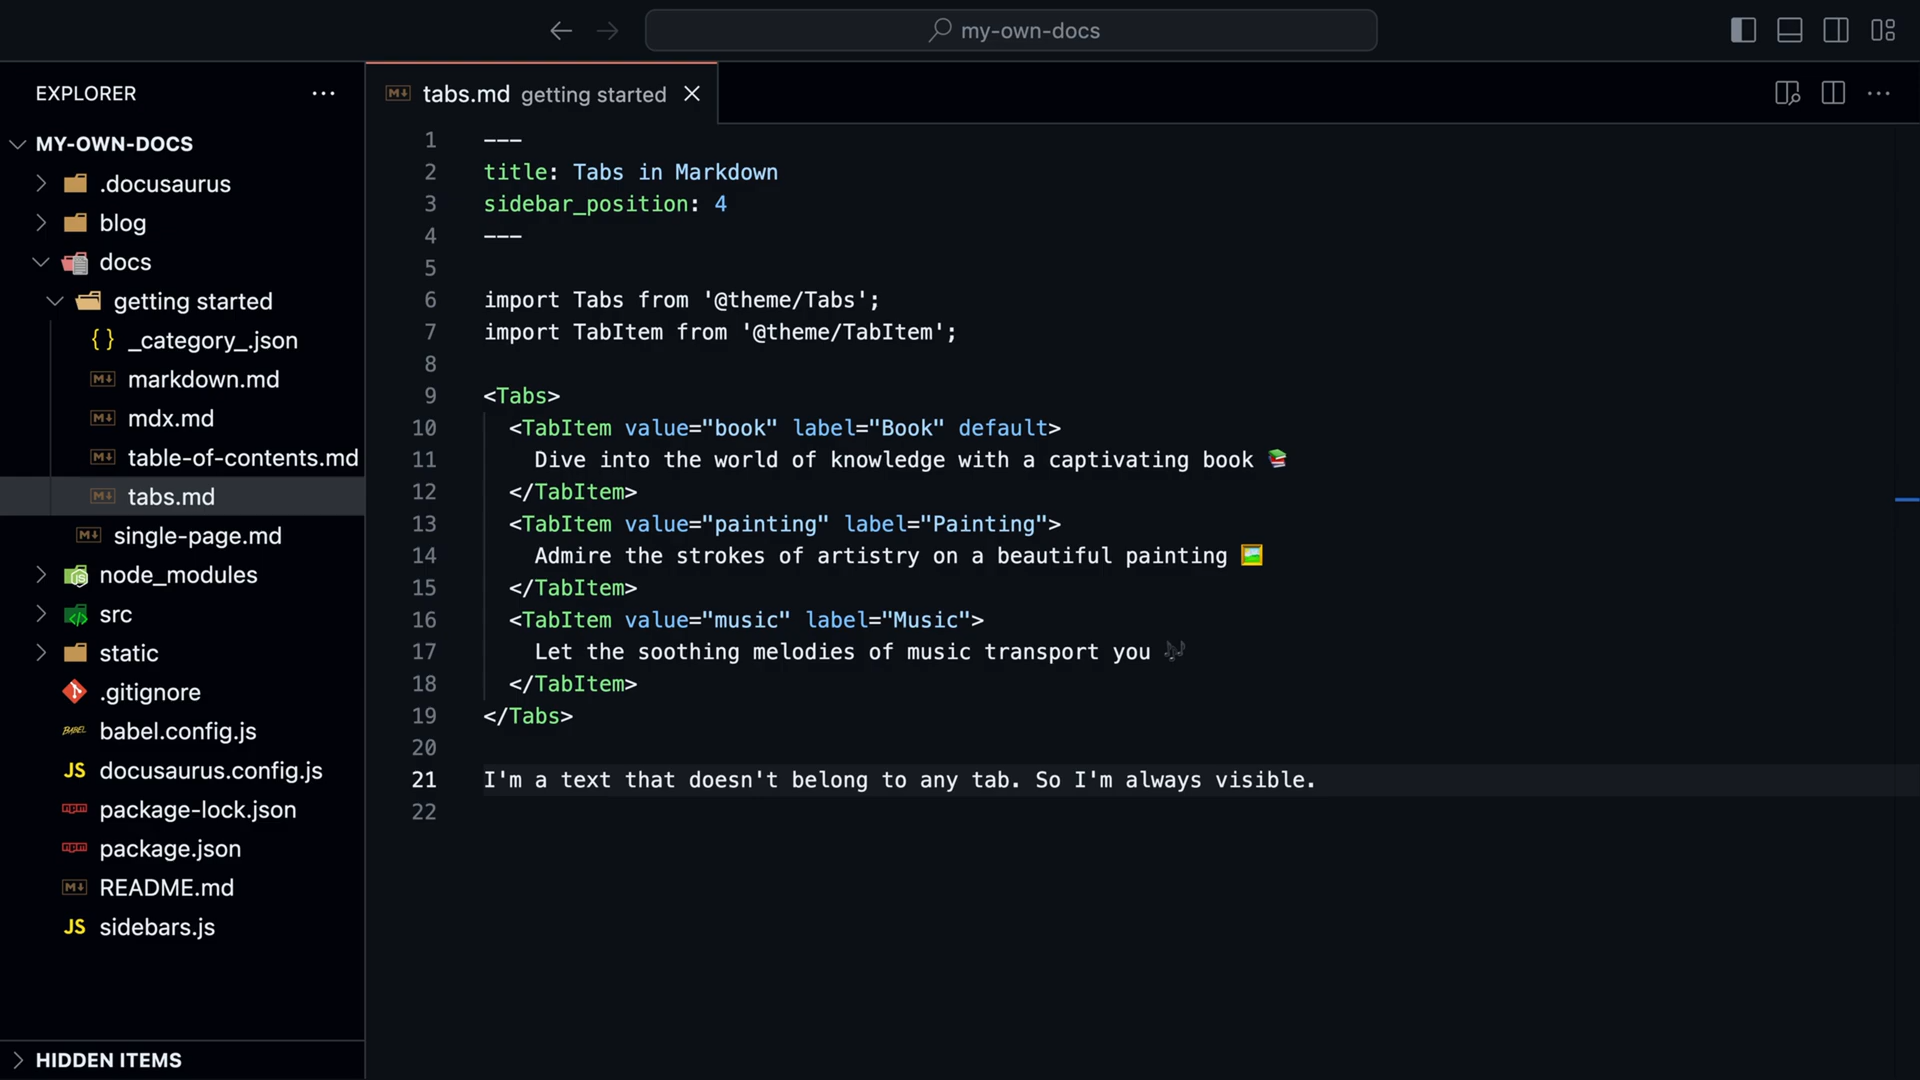 my-own-docs
EXPLORER
MY-OWN-DOCS
.docusaurus
blog
docs
getting started
_category_.json
markdown.md
mdx.md
table-of-contents.md
tabs.md
single-page.md
node_modules
src
static
.gitignore
babel.config.js
docusaurus.config.js
package-lock.json
package.json
README.md
sidebars.js
HIDDEN ITEMS
tabs.md getting started
1 ---
2 title: Tabs in Markdown
3 sidebar_position: 4
4 ---
5
6 import Tabs from '@theme/Tabs';
7 import TabItem from '@theme/TabItem';
8
9 <Tabs>
10 <TabItem value="book" label="Book" default>
11 Dive into the world of knowledge with a captivating book 📚
12 </TabItem>
13 <TabItem value="painting" label="Painting">
14 Admire the strokes of artistry on a beautiful painting 🖼️
15 </TabItem>
16 <TabItem value="music" label="Music">
17 Let the soothing melodies of music transport you 🎶
18 </TabItem>
19 </Tabs>
20
21 I'm a text that doesn't belong to any tab. So I'm always visible.
22